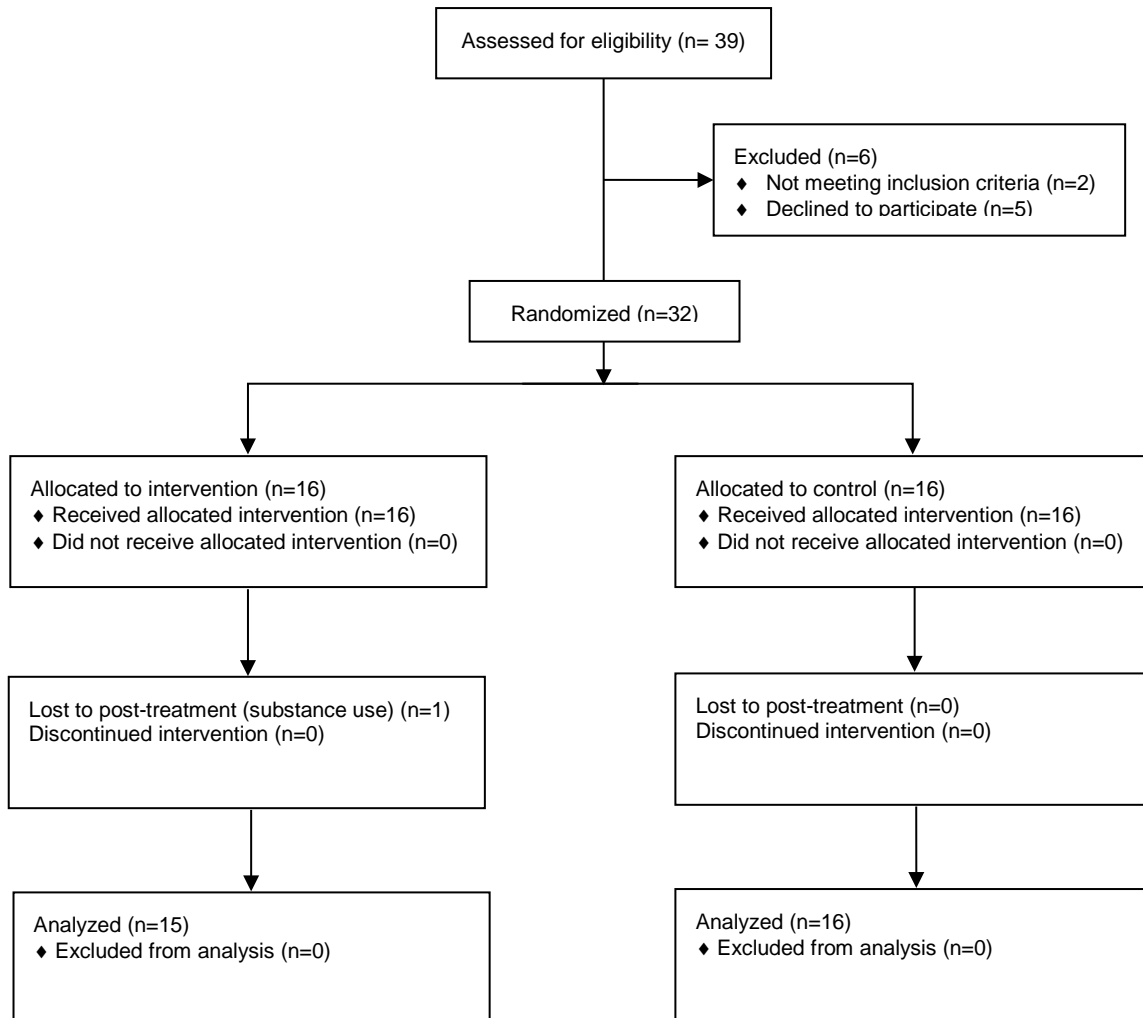 Assessed for eligibility (n= 39)
Excluded (n=6)
♦ Not meeting inclusion criteria (n=2)
♦ Declined to participate (n=5)
Randomized (n=32)
Allocated to intervention (n=16)
♦ Received allocated intervention (n=16)
♦ Did not receive allocated intervention (n=0)
Allocated to control (n=16)
♦ Received allocated intervention (n=16)
♦ Did not receive allocated intervention (n=0)
Lost to post-treatment (substance use) (n=1)
Discontinued intervention (n=0)
Lost to post-treatment (n=0)
Discontinued intervention (n=0)
Analyzed (n=15)
♦ Excluded from analysis (n=0)
Analyzed (n=16)
♦ Excluded from analysis (n=0)